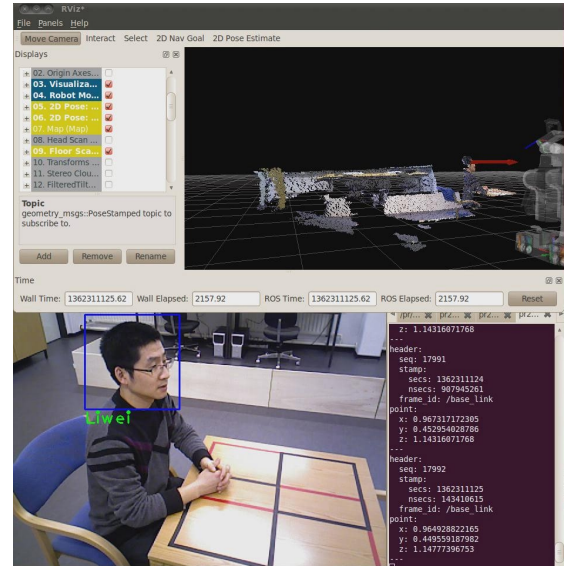 RViz*
File Panels Help
Move Camera Interact Select 2D Nav Goal 2D Pose Estimate
Displays
02. Origin Axes...
03. Visualiza...
04. Robot Mo...
05. 2D Pose: ...
06. 2D Pose: ...
07. Map (Map)
08. Head Scan ...
09. Floor Sca...
10. Transforms ...
11. Stereo Clou...
12. FilteredTilt...
Topic
geometry_msgs::PoseStamped topic to
subscribe to.
Add Remove Rename
Time
Wall Time: 1362311125.62 Wall Elapsed: 2157.92 ROS Time: 1362311125.62 ROS Elapsed: 2157.92 Reset
Liwei
/pr/... pr2... pr2... pr2...
z: 1.14316071768
---
header:
seq: 17991
stamp:
secs: 1362311124
nsecs: 907945261
frame_id: /base_link
point:
x: 0.967317172305
y: 0.452954028786
z: 1.14316071768
---
header:
seq: 17992
stamp:
secs: 1362311125
nsecs: 143410615
frame_id: /base_link
point:
x: 0.964928822165
y: 0.449559187982
z: 1.14777396753
---